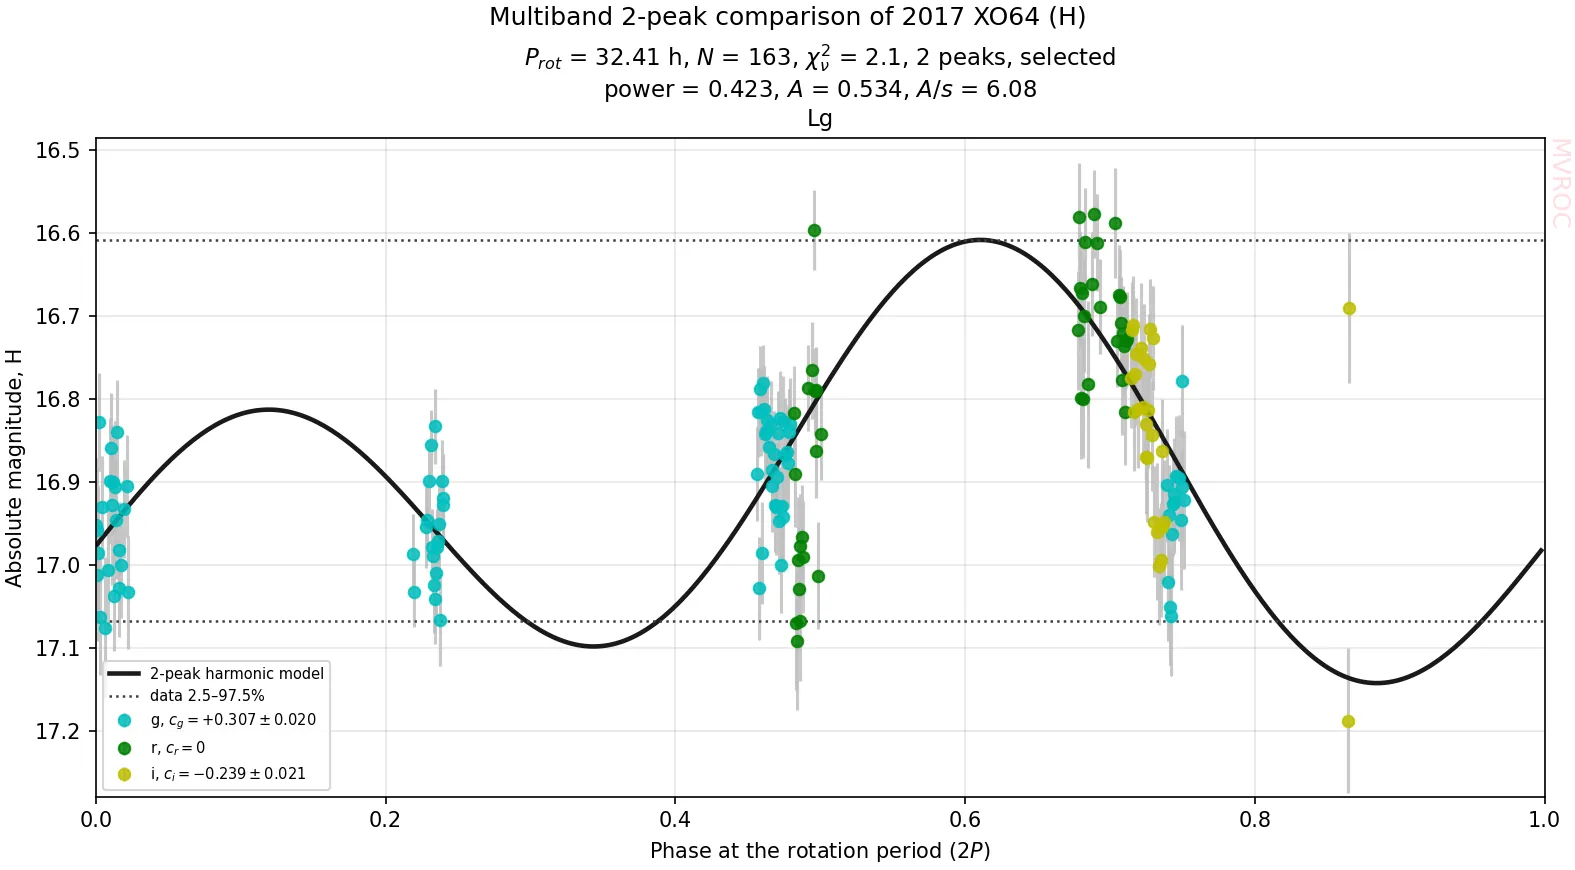 Multiband 2-peak comparison of 2017 XO64 (H)
P_rot = 32.41 h, N = 163, χ²_ν = 2.1, 2 peaks, selected
power = 0.423, A = 0.534, A/s = 6.08
Lg
MVROC
Absolute magnitude, H
16.5
16.6
16.7
16.8
16.9
17.0
17.1
17.2
2-peak harmonic model
data 2.5–97.5%
g, c_g = +0.307 ± 0.020
r, c_r = 0
i, c_i = −0.239 ± 0.021
0.0 0.2 0.4 0.6 0.8 1.0
Phase at the rotation period (2P)